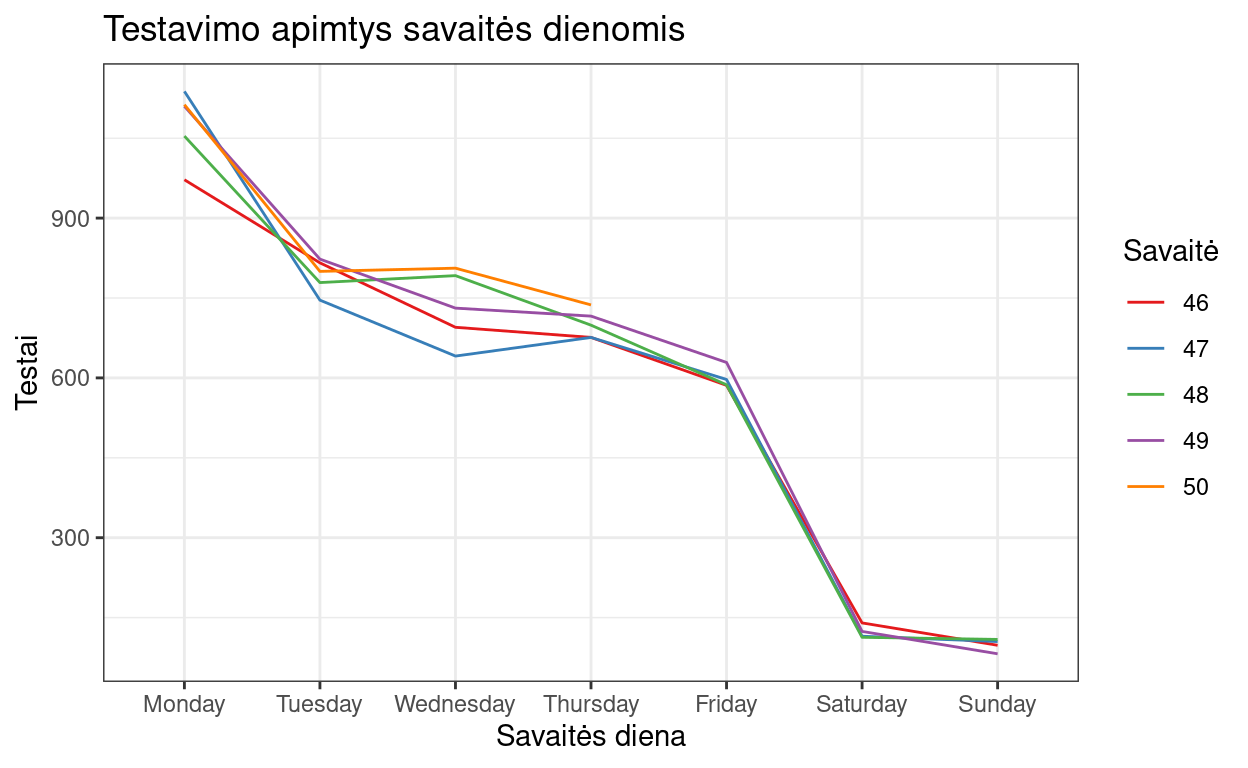 Testavimo apimtys savaitės dienomis
Testai
900
600
300
Monday Tuesday Wednesday Thursday Friday Saturday Sunday
Savaitės diena
Savaitė
46
47
48
49
50